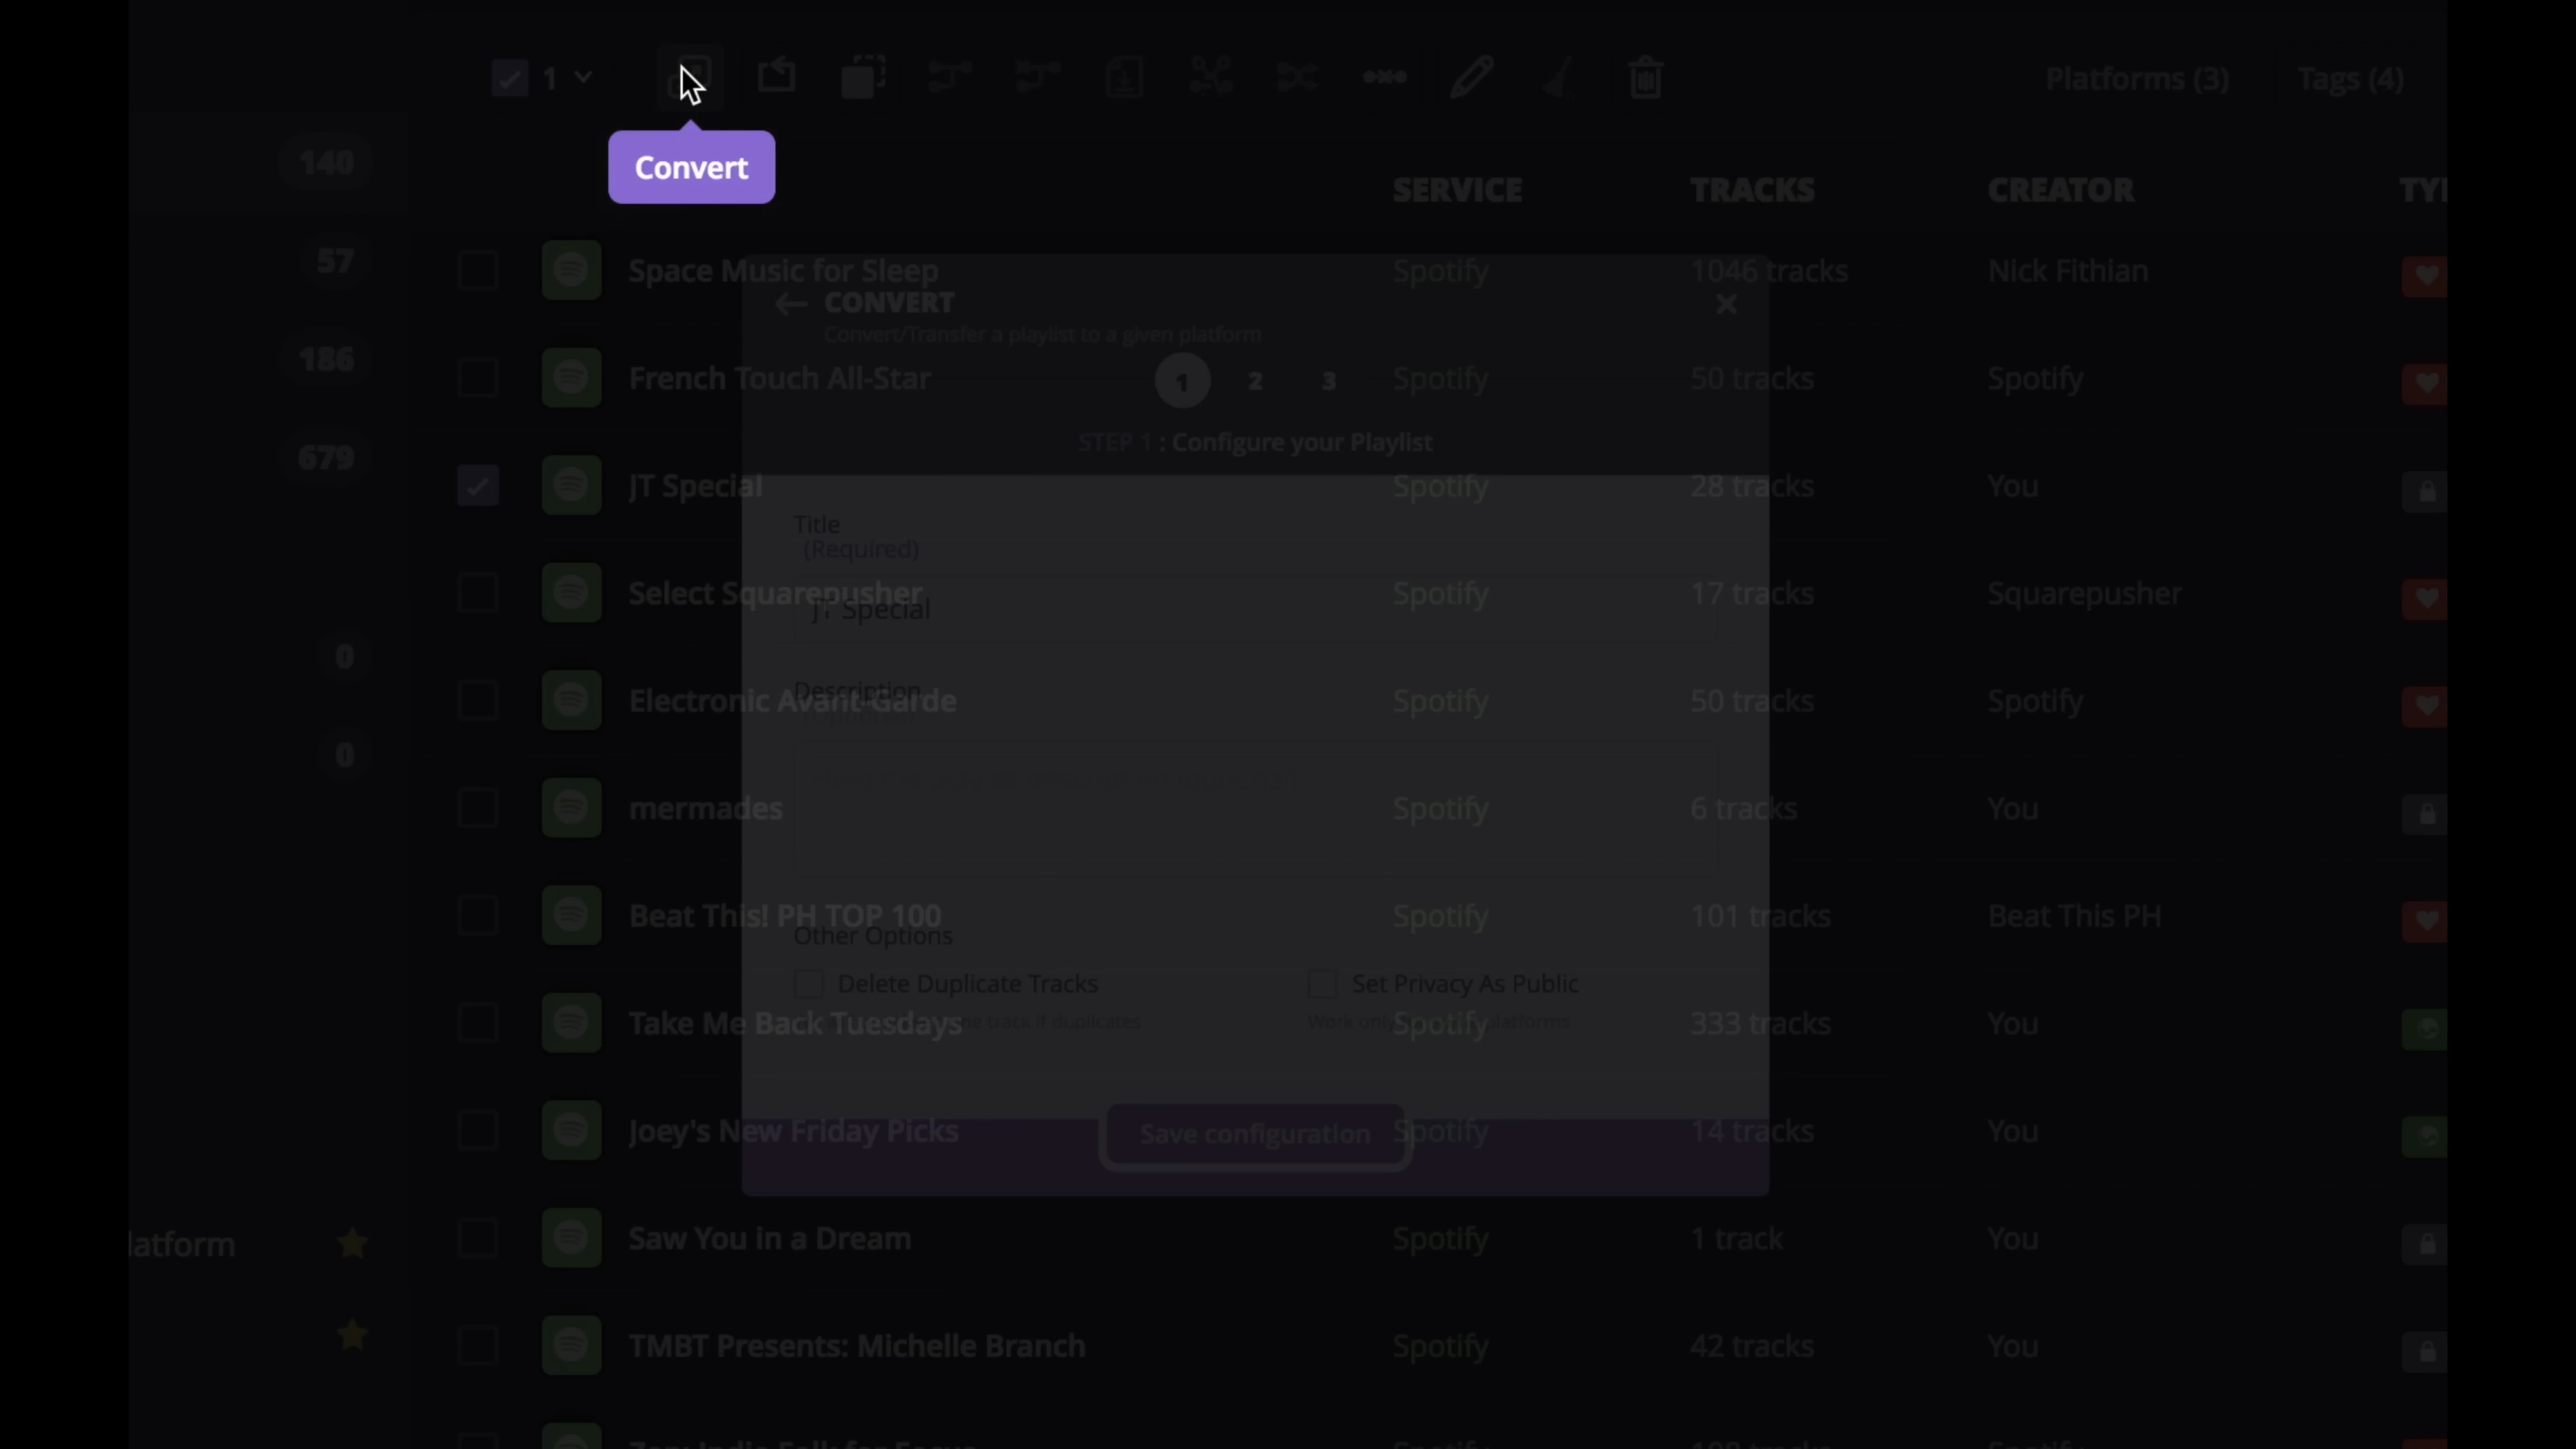 1
Platforms (3)
Tags (4)
Convert
140
57
186
679
0
0
latform
SERVICE TRACKS CREATOR
Space Music for Sleep Spotify 1046 tracks Nick Fithian
French Touch All-Star Spotify 50 tracks Spotify
JT Special Spotify 28 tracks You
Select Squarepusher Spotify 17 tracks Squarepusher
Electronic Avant-Garde Spotify 50 tracks Spotify
mermades Spotify 6 tracks You
Beat This! PH TOP 100 Spotify 101 tracks Beat This PH
Take Me Back Tuesdays Spotify 333 tracks You
Joey's New Friday Picks Spotify 14 tracks You
Saw You in a Dream Spotify 1 track You
TMBT Presents: Michelle Branch Spotify 42 tracks You
CONVERT
Convert/Transfer a playlist to a given platform
1 2 3
STEP 1 : Configure your Playlist
Title
(Required)
JT Special
Description
Other Options
Delete Duplicate Tracks
track if duplicates
Set Privacy As Public
Work only
platforms
Save configuration